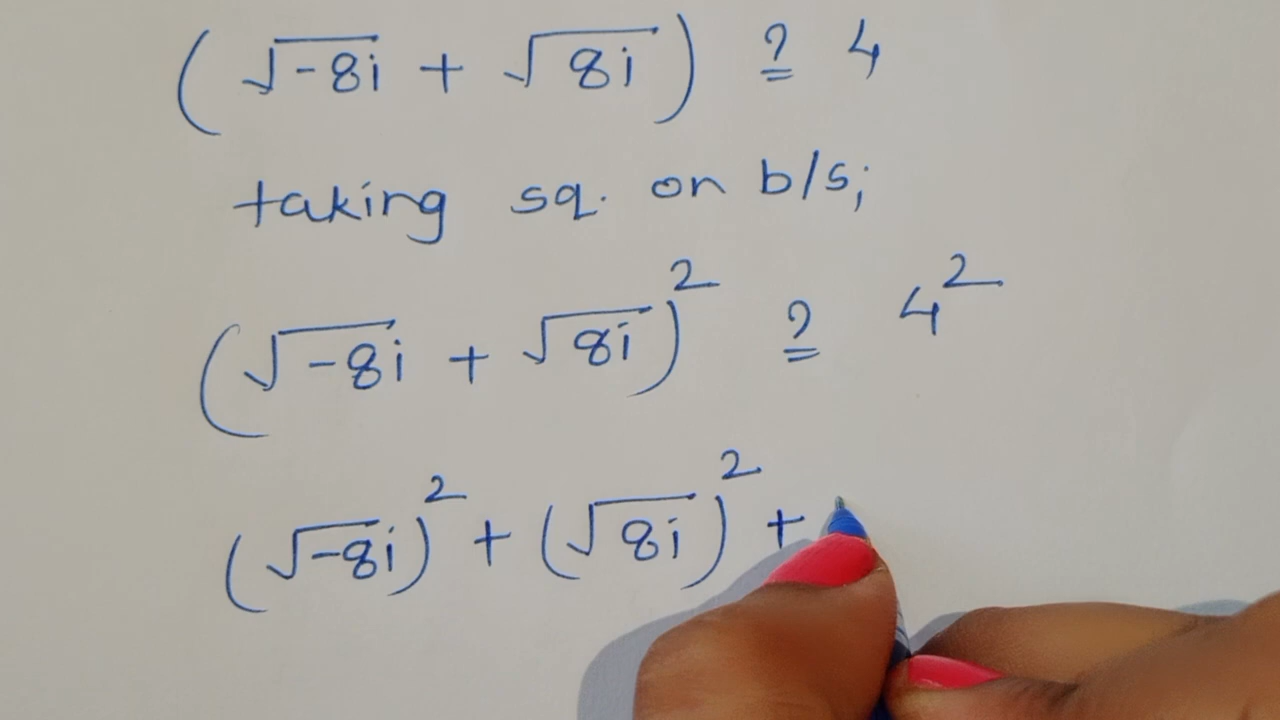 (√-8i + √8i) ≟ 4
taking sq. on b/s;
(√-8i + √8i)² ≟ 4²
(√-8i)² + (√8i)² +